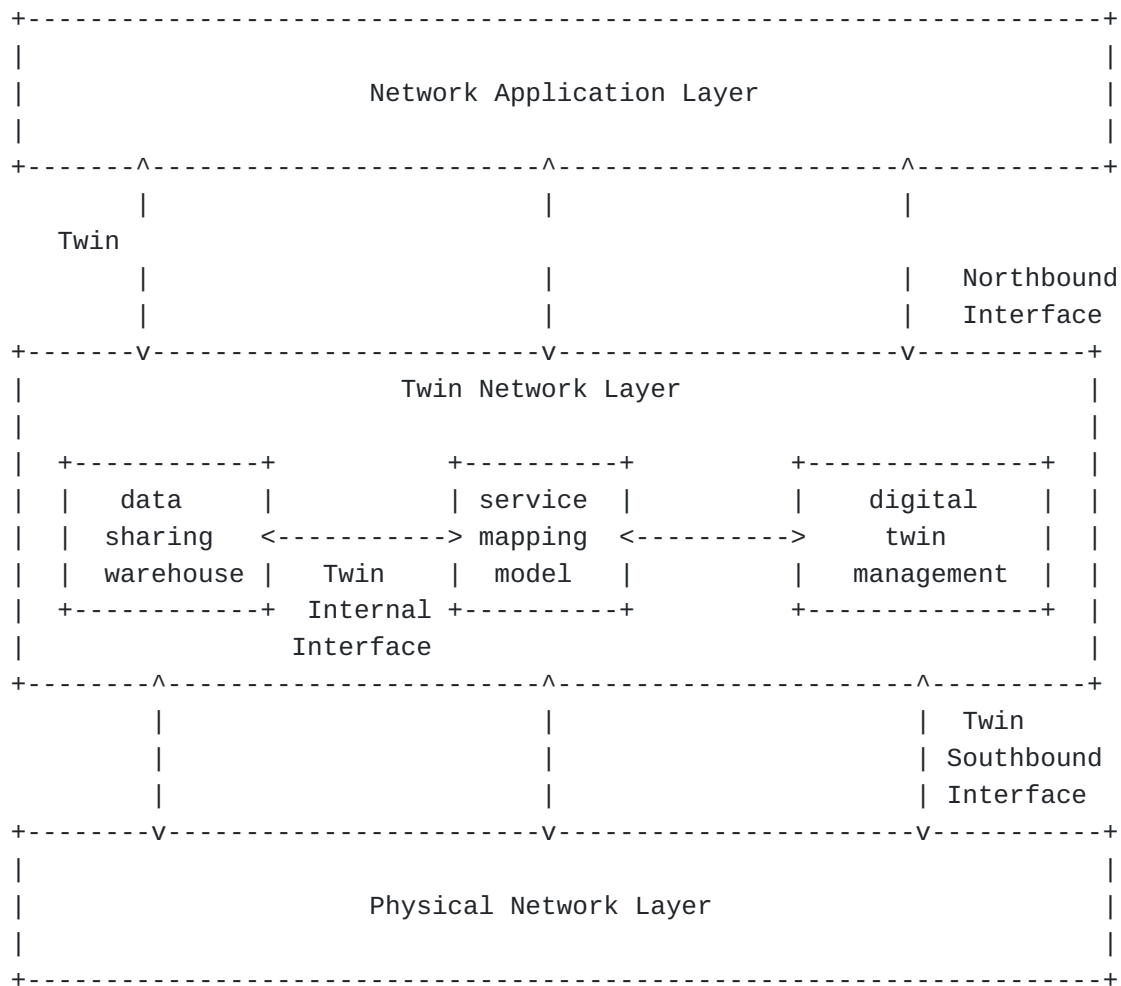 Network Application Layer
Twin
Northbound
Interface
Twin Network Layer
data service digital
sharing mapping twin
warehouse Twin model management
Internal
Interface
Twin
Southbound
Interface
Physical Network Layer